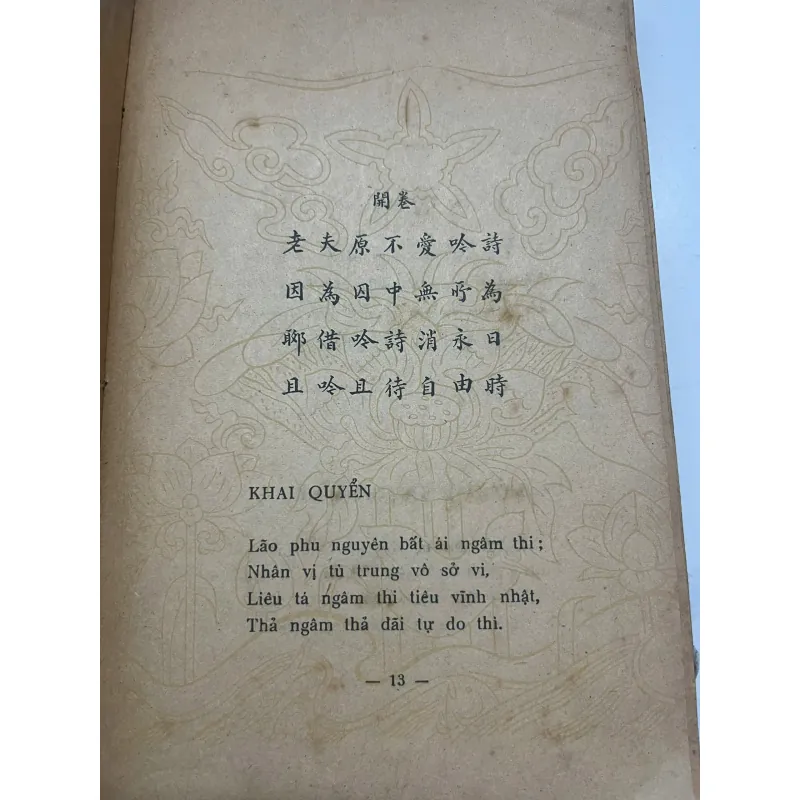 開卷
老夫原不愛吟詩
因為囚中無所為
聊借吟詩消永日
且吟且待自由時
KHAI QUYỂN
Lão phu nguyên bất ái ngâm thi;
Nhân vị tù trung vô sở vi,
Liêu tá ngâm thi tiêu vĩnh nhật,
Thả ngâm thả dãi tự do thì.
— 13 —